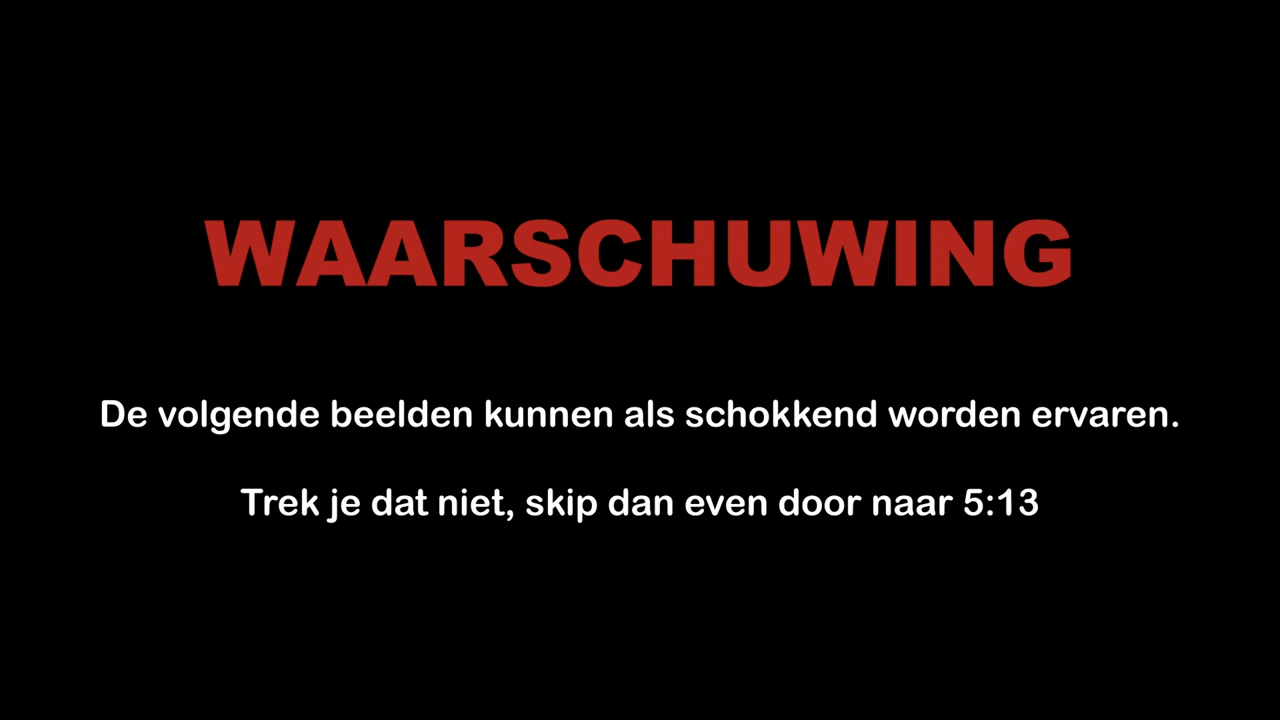 WAARSCHUWING
De volgende beelden kunnen als schokkend worden ervaren.
Trek je dat niet, skip dan even door naar 5:13